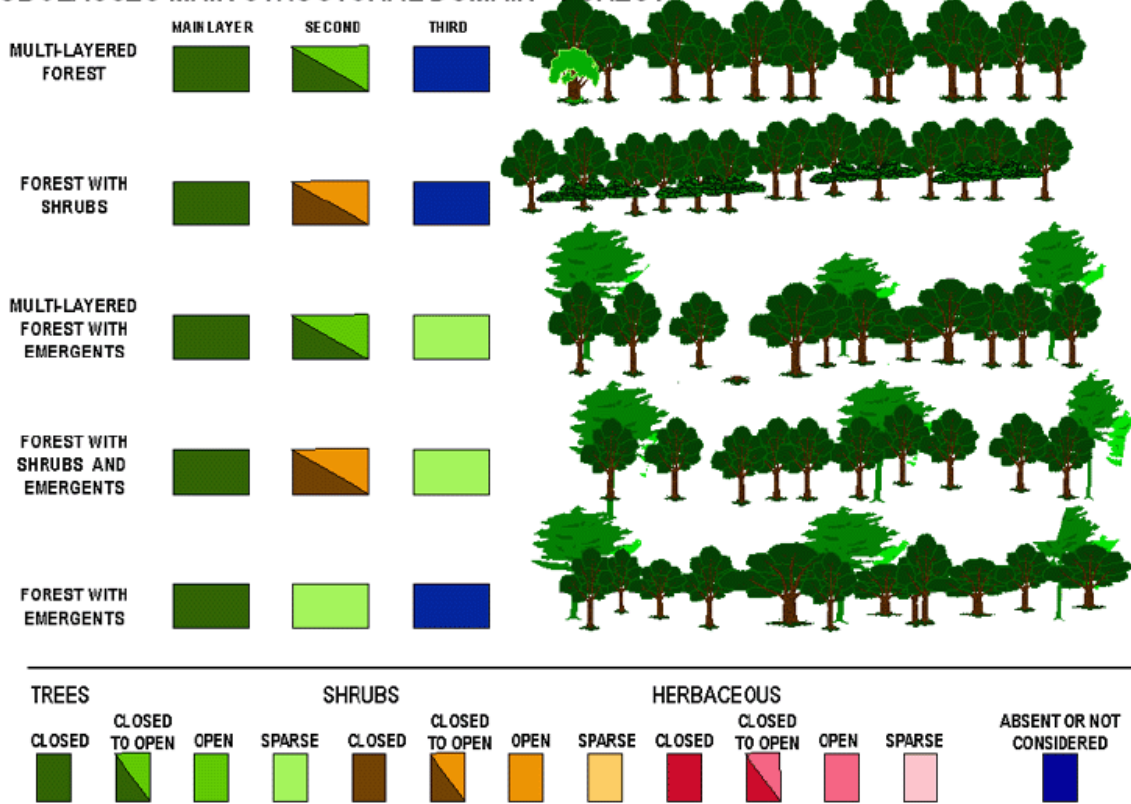 MAIN LAYER SECOND THIRD
MULTI-LAYERED
FOREST
FOREST WITH
SHRUBS
MULTI-LAYERED
FOREST WITH
EMERGENTS
FOREST WITH
SHRUBS AND
EMERGENTS
FOREST WITH
EMERGENTS
TREES SHRUBS HERBACEOUS
CLOSED
CLOSED
TO OPEN
OPEN
SPARSE
CLOSED
CLOSED
TO OPEN
OPEN
SPARSE
CLOSED
CLOSED
TO OPEN
OPEN
SPARSE
ABSENT OR NOT
CONSIDERED